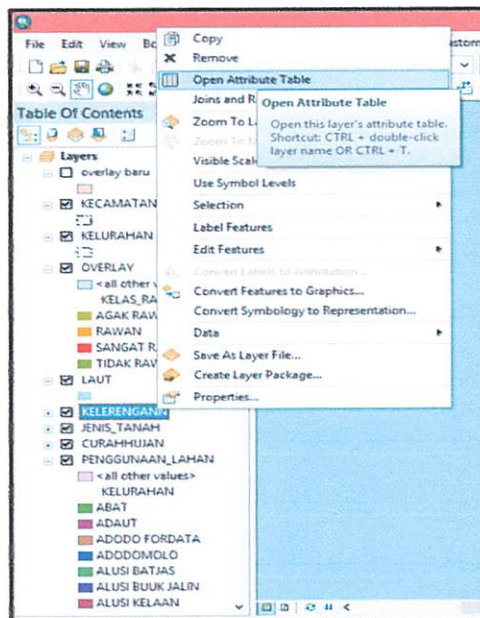 File Edit View Bo
Copy
Remove
Open Attribute Table
Joins and R
Open Attribute Table
Open this layer's attribute table.
Shortcut: CTRL + double-click
layer name OR CTRL + T.
Zoom To La
Visible Scal
Use Symbol Levels
Selection
Label Features
Edit Features
Convert Labels to Annotation...
Convert Features to Graphics...
Convert Symbology to Representation...
Data
Save As Layer File...
Create Layer Package...
Properties...
Table Of Contents
Layers
overlay baru
KECAMATAN
KELURAHAN
OVERLAY
<all other v
KELAS_RA
AGAK RAW
RAWAN
SANGAT R
TIDAK RAW
LAUT
KELERENGANN
JENIS_TANAH
CURAHHUJAN
PENGGUNAAN_LAHAN
<all other values>
KELURAHAN
ABAT
ADAUT
ADODO FORDATA
ADODOMOLO
ALUSI BATJAS
ALUSI BUUK JALIN
ALUSI KELAAN